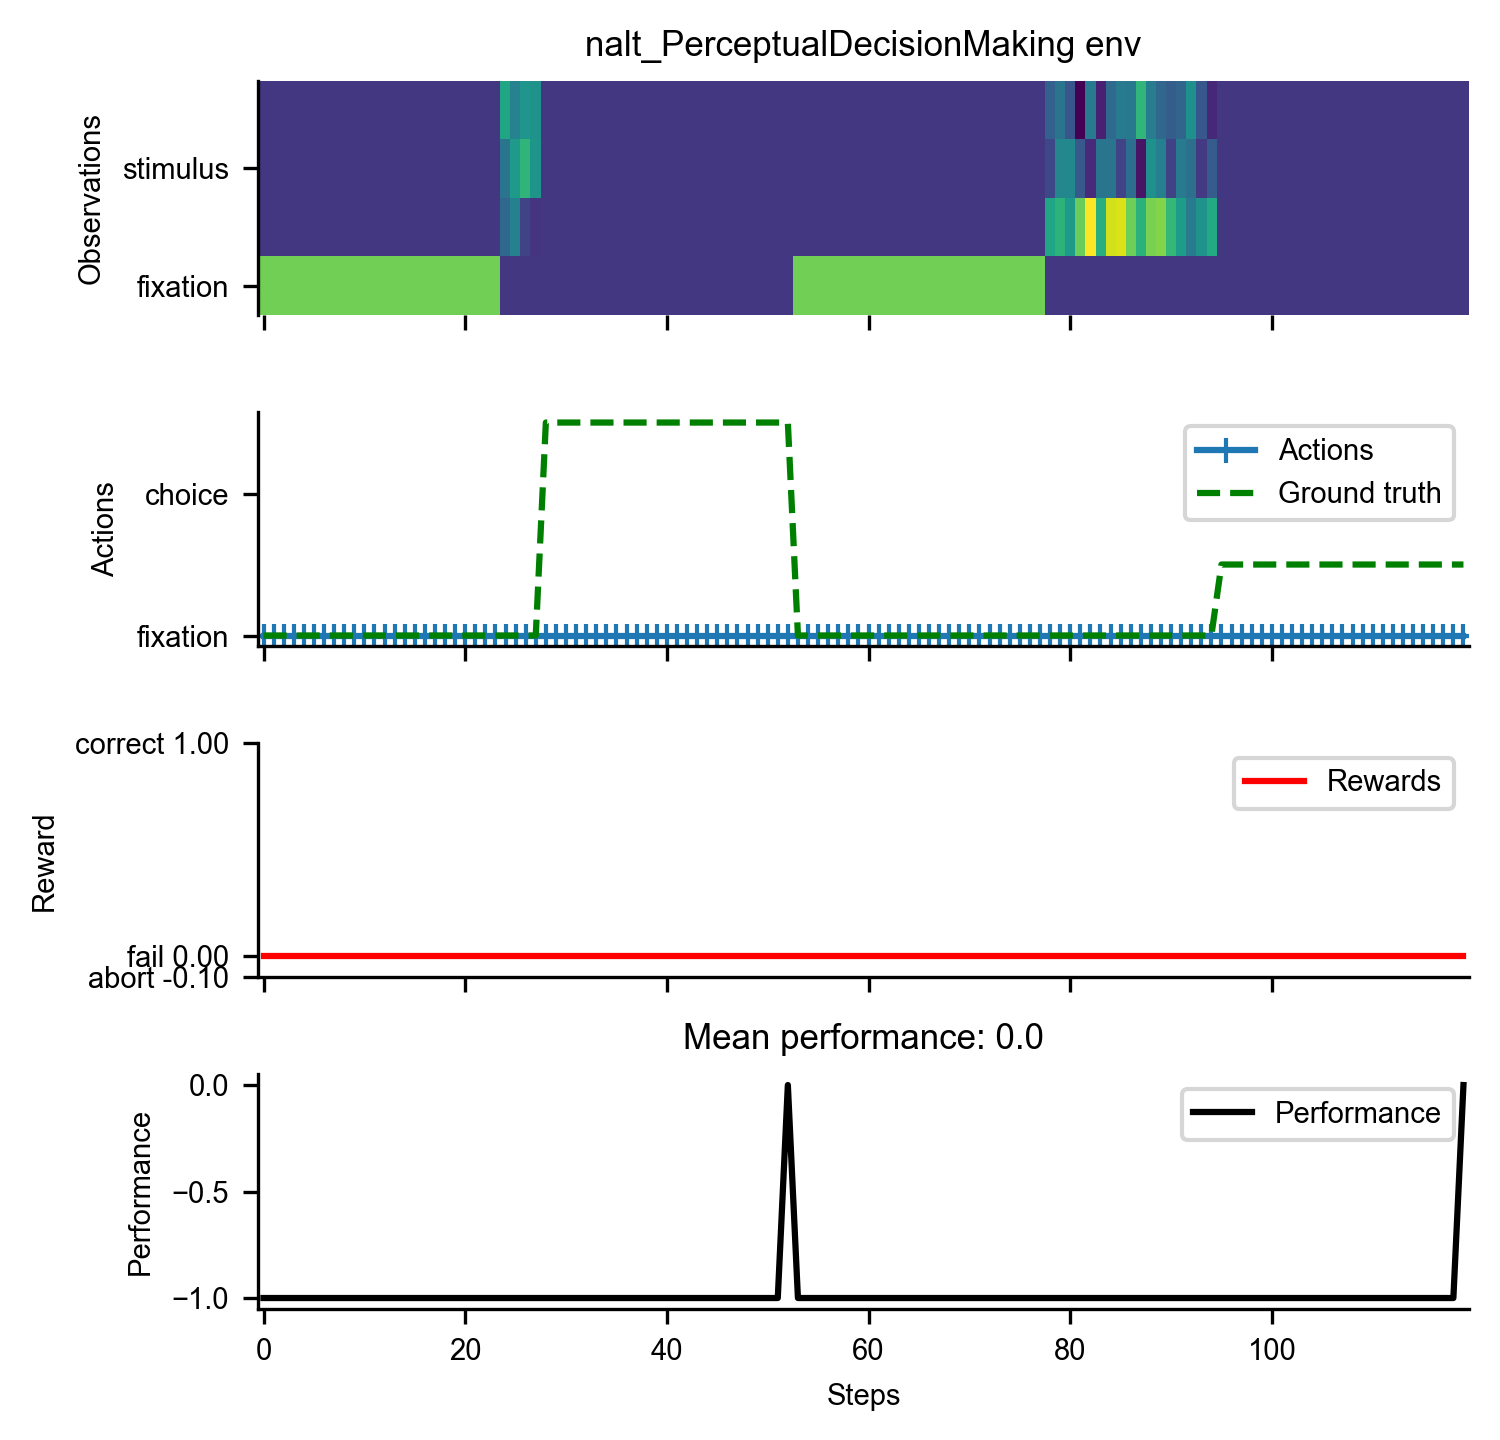 nalt_PerceptualDecisionMaking env
Observations
stimulus
fixation
Actions
choice
fixation
Actions
Ground truth
Reward
correct 1.00
fail 0.00
abort -0.10
Rewards
Mean performance: 0.0
Performance
0.0
−0.5
−1.0
Performance
0 20 40 60 80 100
Steps